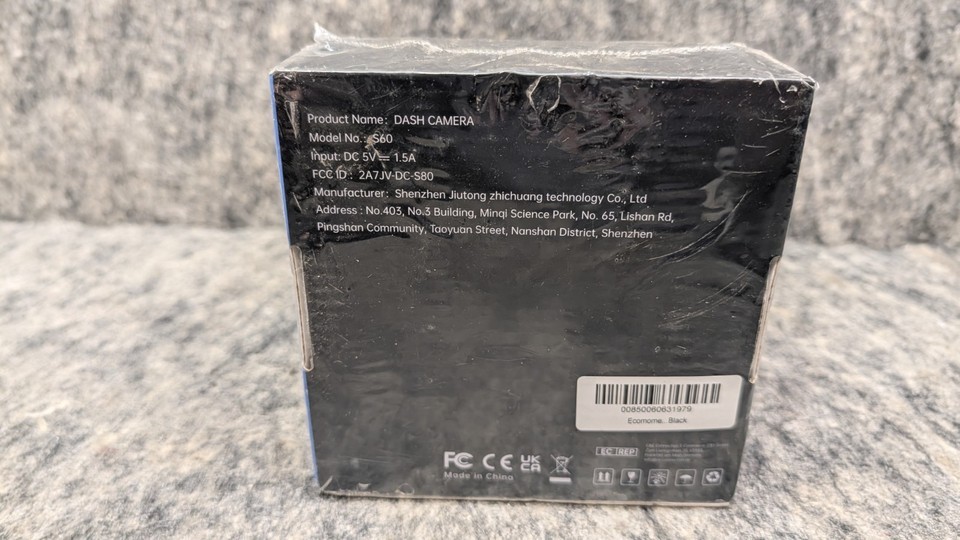 Product Name: DASH CAMERA
Model No.: S60
Input: DC 5V⎓ 1.5A
FCC ID: 2A7JV-DC-S80
Manufacturer: Shenzhen Jiutong zhichuang technology Co., Ltd
Address : No.403, No.3 Building, Minqi Science Park, No. 65, Lishan Rd,
Pingshan Community, Taoyuan Street, Nanshan District, Shenzhen
00850060631979
Ecomome.. Black
FC CE UK CA
Made in China
EC REP